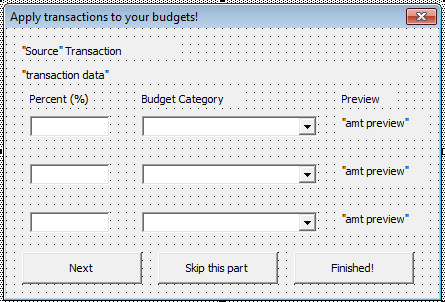 Apply transactions to your budgets!
"Source" Transaction
"transaction data"
Percent (%) Budget Category Preview
"amt preview"
"amt preview"
"amt preview"
Next Skip this part Finished!